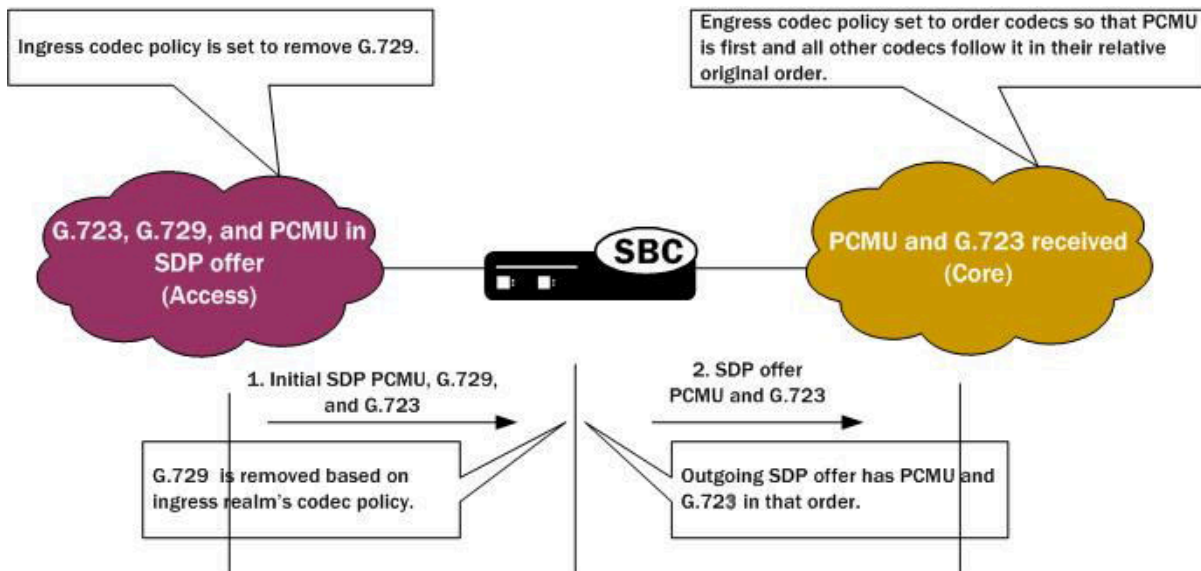 Ingress codec policy is set to remove G.729.
Engress codec policy set to order codecs so that PCMU
is first and all other codecs follow it in their relative
original order.
G.723, G.729, and PCMU in
SDP offer
(Access)
SBC
PCMU and G.723 received
(Core)
1. Initial SDP PCMU, G.729,
and G.723
2. SDP offer
PCMU and G.723
G.729 is removed based on
ingress realm's codec policy.
Outgoing SDP offer has PCMU and
G.723 in that order.